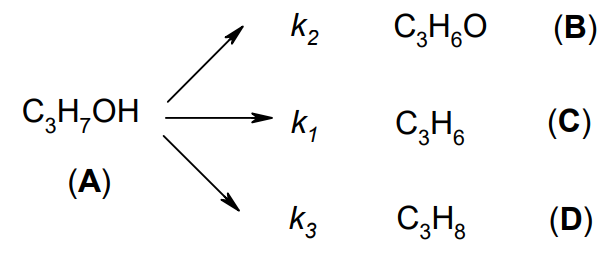 k₂ C₃H₆O (B)
C₃H₇OH k₁ C₃H₆ (C)
(A)
k₃ C₃H₈ (D)